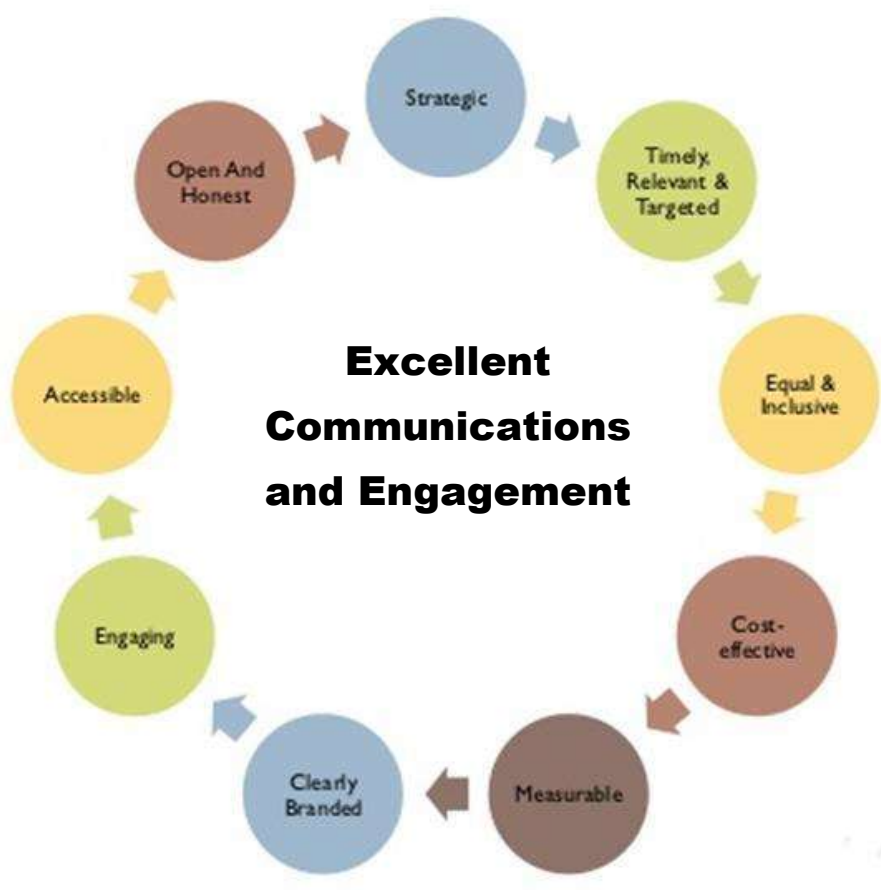 Strategic
Timely,
Relevant &
Targeted
Equal &
Inclusive
Cost-
effective
Measurable
Clearly
Branded
Engaging
Accessible
Open And
Honest
Excellent
Communications
and Engagement